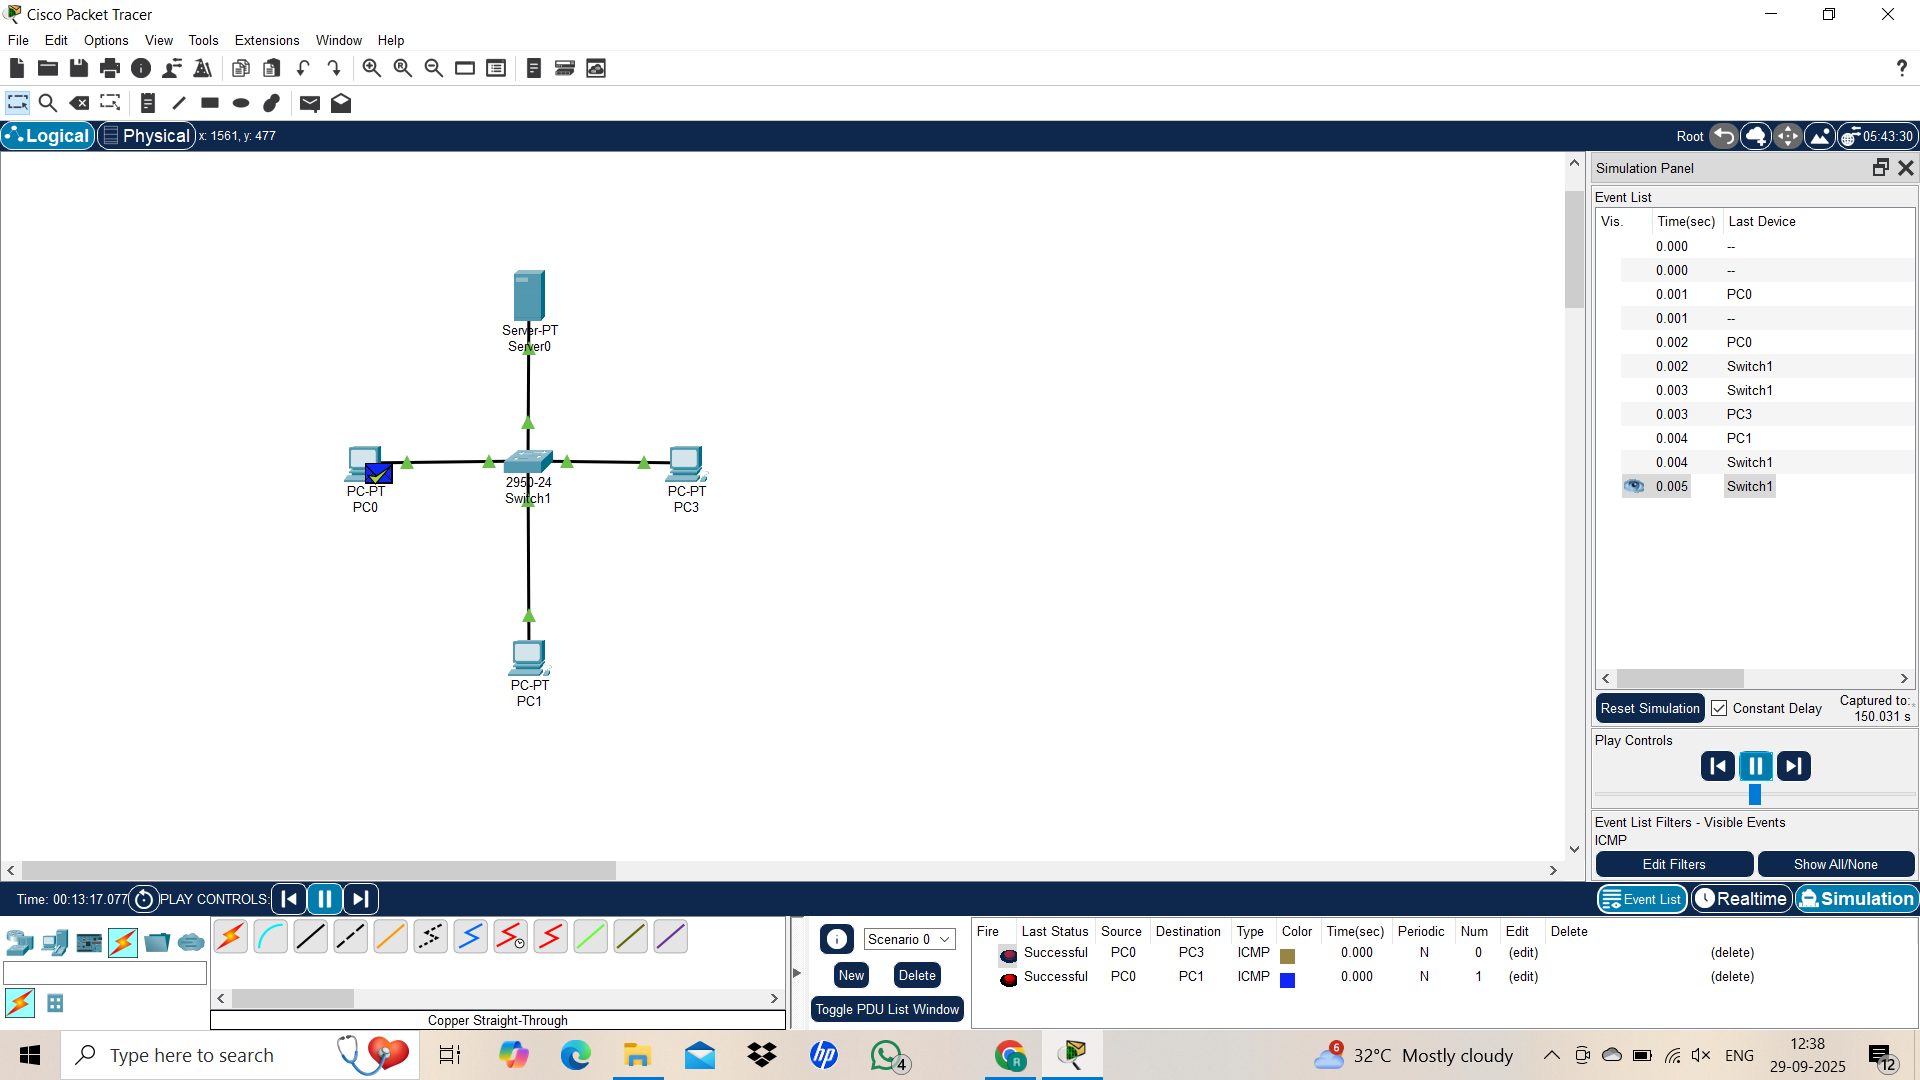 Cisco Packet Tracer
File Edit Options View Tools Extensions Window Help
Logical Physical x: 1561, y: 477 Root 05:43:30
Simulation Panel
Event List
Vis. Time(sec) Last Device
0.000 --
0.000 --
0.001 PC0
0.001 --
0.002 PC0
0.002 Switch1
0.003 Switch1
0.003 PC3
0.004 PC1
0.004 Switch1
0.005 Switch1
Server-PT
Server0
PC-PT
PC0
2950-24
Switch1
PC-PT
PC3
PC-PT
PC1
Reset Simulation Constant Delay Captured to:
150.031 s
Play Controls
Event List Filters - Visible Events
ICMP
Edit Filters Show All/None
Time: 00:13:17.077 PLAY CONTROLS: Event List Realtime Simulation
Scenario 0
New Delete
Toggle PDU List Window
Copper Straight-Through
Fire Last Status Source Destination Type Color Time(sec) Periodic Num Edit Delete
Successful PC0 PC3 ICMP 0.000 N 0 (edit) (delete)
Successful PC0 PC1 ICMP 0.000 N 1 (edit) (delete)
Type here to search
hp
4
R
6
32°C Mostly cloudy
ENG
12:38
29-09-2025
12